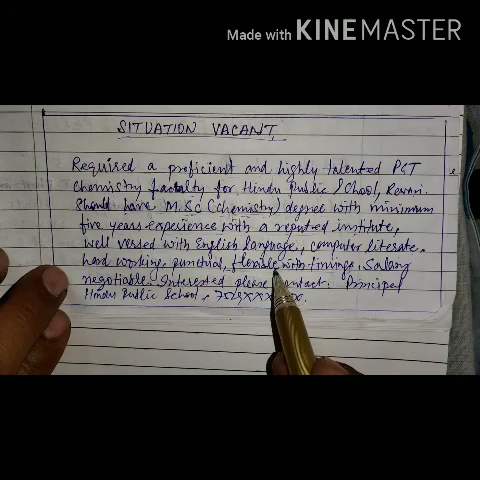 Made with KINEMASTER
SITUATION VACANT
Required a proficient and highly talented PGT
Chemistry faculty for Hindu Public School, Rewari.
Should have M.Sc (Chemistry) degree with minimum
five years experience with a reputed institute,
well versed with English language, computer literate,
hard working, punctual, flexible with timings. Salary
negotiable. Interested please contact. Principal
Hindu Public School,